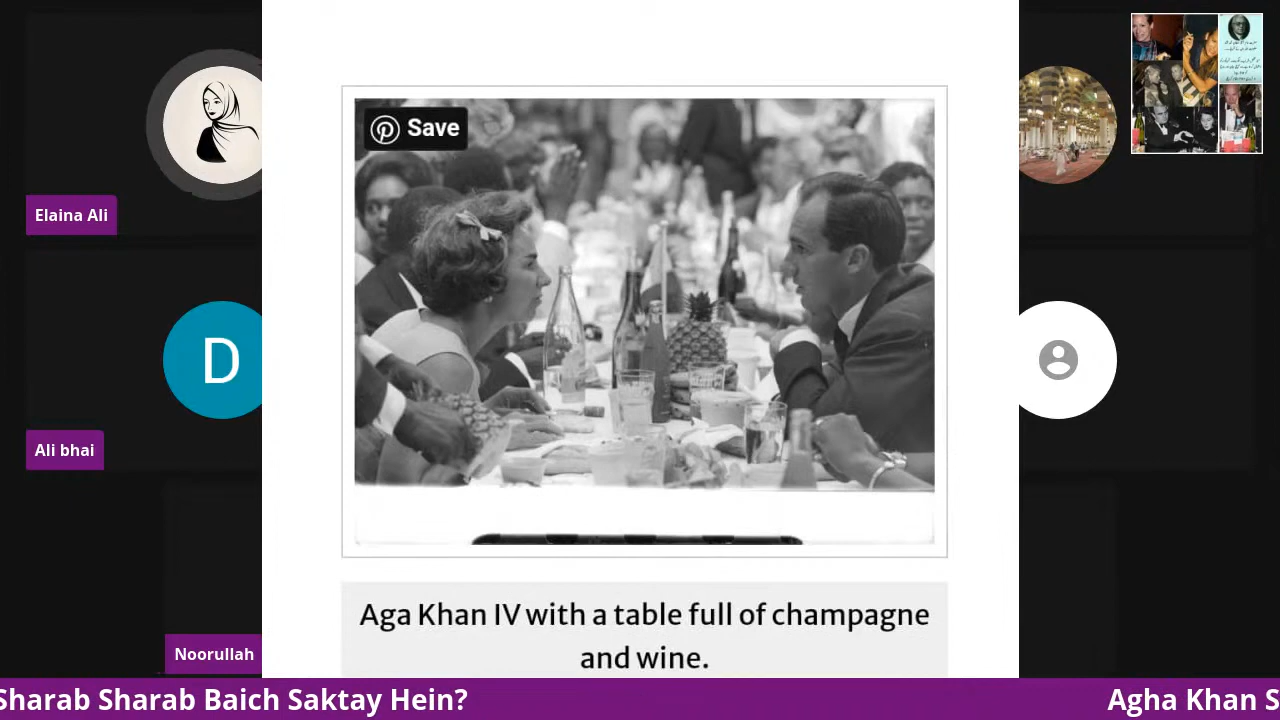 Save
Elaina Ali
D
Ali bhai
Aga Khan IV with a table full of champagne
and wine.
Noorullah
Sharab Sharab Baich Saktay Hein?
Agha Khan S